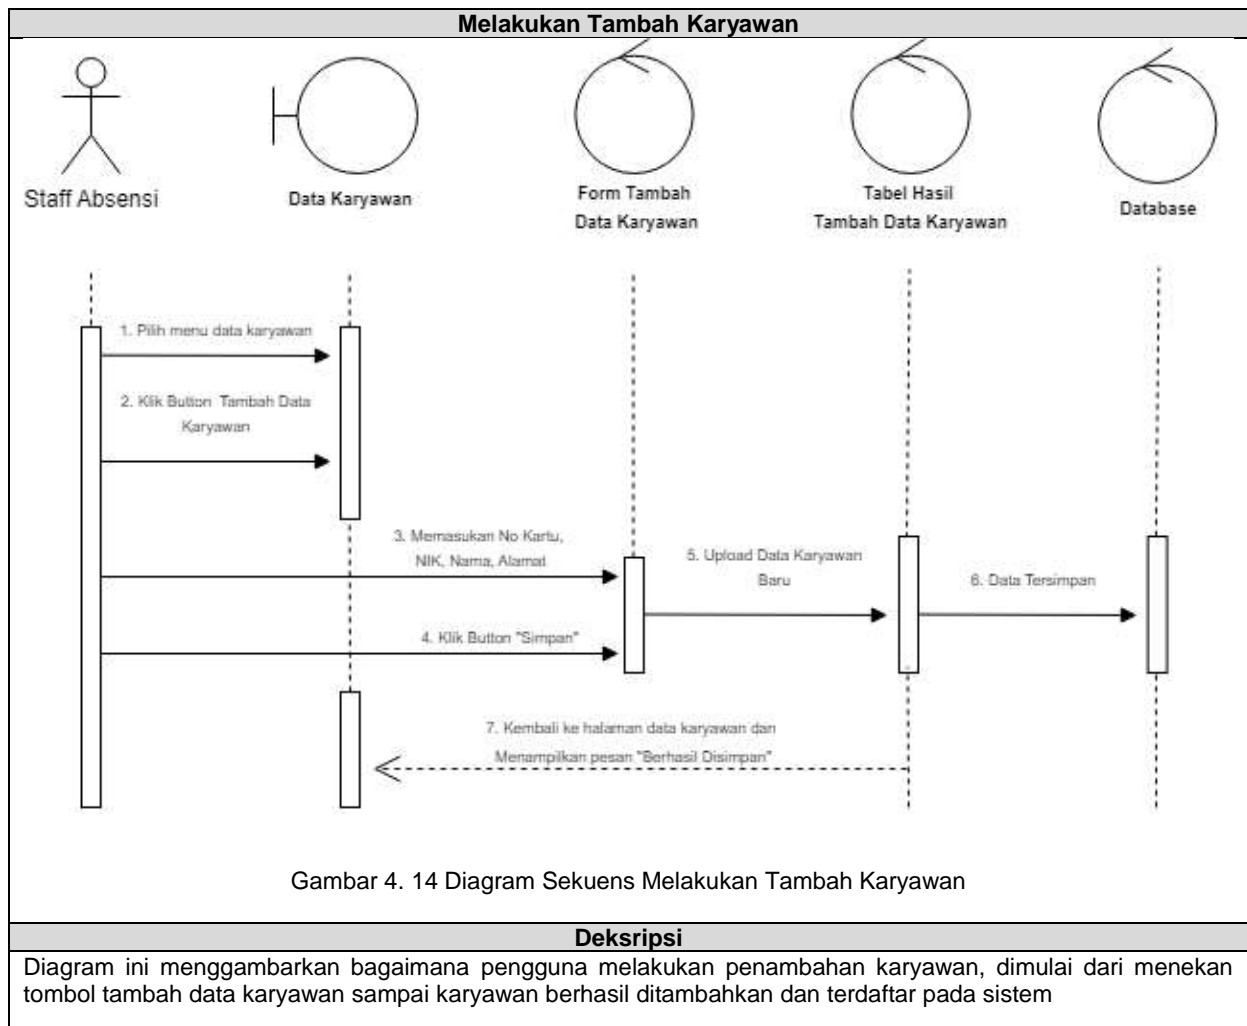 Melakukan Tambah Karyawan
Staff Absensi
Data Karyawan
Form Tambah
Data Karyawan
Tabel Hasil
Tambah Data Karyawan
Database
1. Pilih menu data karyawan
2. Klik Button Tambah Data
Karyawan
3. Memasukan No Kartu,
NIK, Nama, Alamat
5. Upload Data Karyawan
Baru
6. Data Tersimpan
4. Klik Button "Simpan"
7. Kembali ke halaman data karyawan dan
Menampilkan pesan "Berhasil Disimpan"
Gambar 4. 14 Diagram Sekuens Melakukan Tambah Karyawan
Deksripsi
Diagram ini menggambarkan bagaimana pengguna melakukan penambahan karyawan, dimulai dari menekan
tombol tambah data karyawan sampai karyawan berhasil ditambahkan dan terdaftar pada sistem